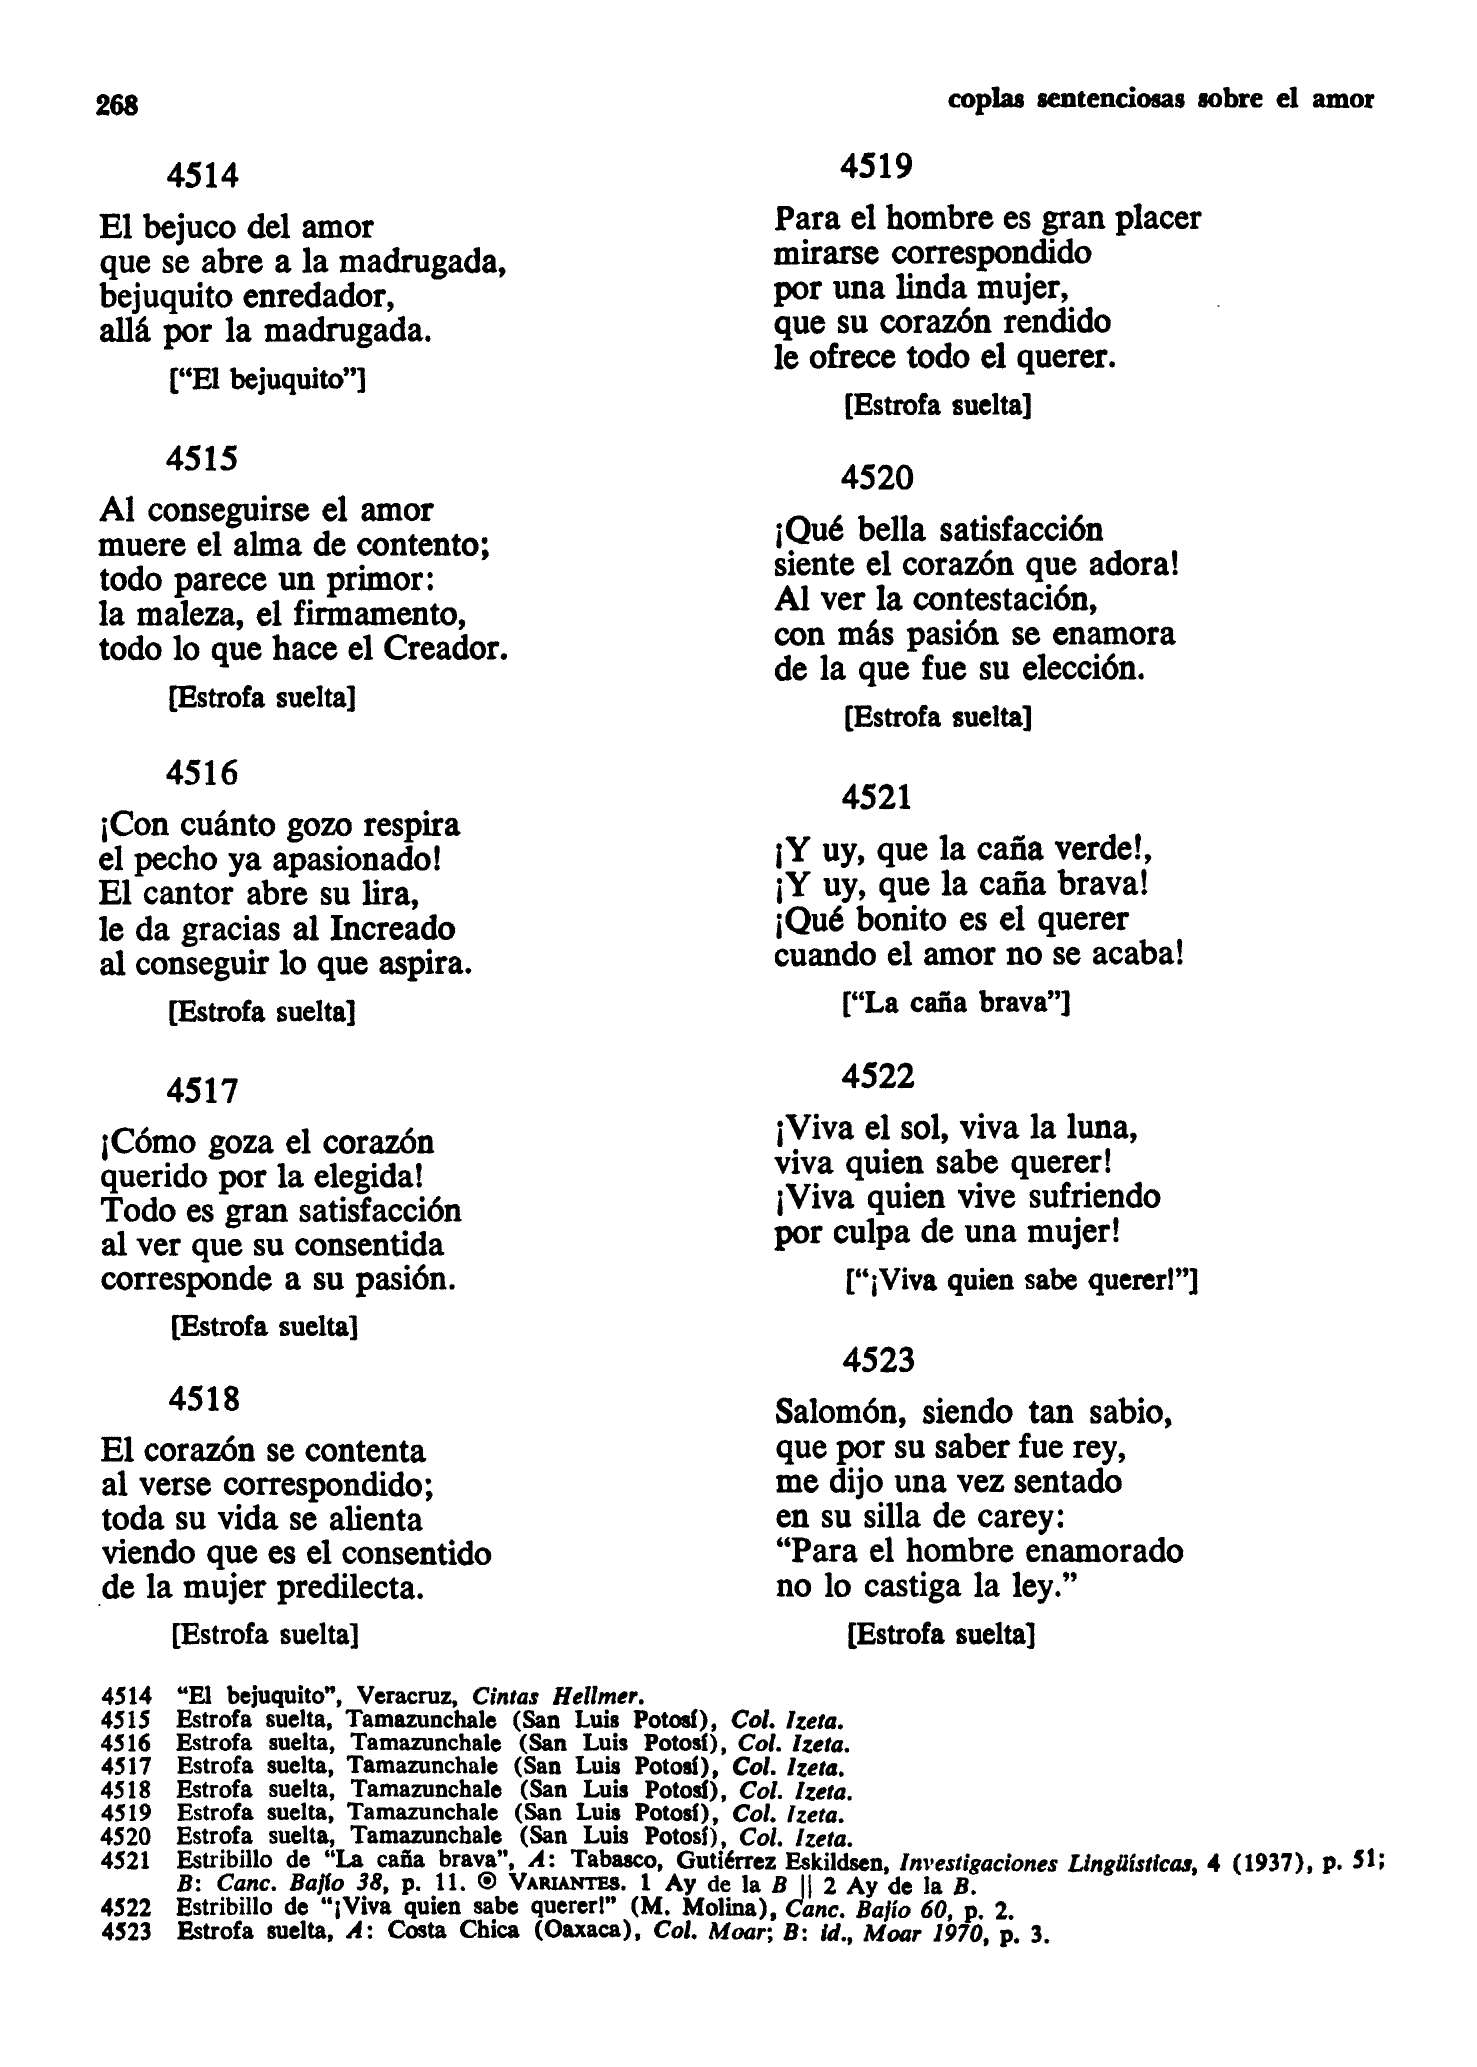 268
coplas sentenciosas sobre el amor
4514
El bejuco del amor
que se abre a la madrugada,
bejuquito enredador,
allá por la madrugada.
[“El bejuquito”]
4515
Al conseguirse el amor
muere el alma de contento;
todo parece un primor:
la maleza, el firmamento,
todo lo que hace el Creador.
[Estrofa suelta]
4516
¡Con cuánto gozo respira
el pecho ya apasionado!
El cantor abre su lira,
le da gracias al Increado
al conseguir lo que aspira.
[Estrofa suelta]
4517
¡Cómo goza el corazón
querido por la elegida!
Todo es gran satisfacción
al ver que su consentida
corresponde a su pasión.
[Estrofa suelta]
4518
El corazón se contenta
al verse correspondido;
toda su vida se alienta
viendo que es el consentido
de la mujer predilecta.
[Estrofa suelta]
4519
Para el hombre es gran placer
mirarse correspondido
por una linda mujer,
que su corazón rendido
le ofrece todo el querer.
[Estrofa suelta]
4520
¡Qué bella satisfacción
siente el corazón que adora!
Al ver la contestación,
con más pasión se enamora
de la que fue su elección.
[Estrofa suelta]
4521
¡Y uy, que la caña verde!,
¡Y uy, que la caña brava!
¡Qué bonito es el querer
cuando el amor no se acaba!
[“La caña brava”]
4522
¡Viva el sol, viva la luna,
viva quien sabe querer!
¡Viva quien vive sufriendo
por culpa de una mujer!
[“¡Viva quien sabe querer!”]
4523
Salomón, siendo tan sabio,
que por su saber fue rey,
me dijo una vez sentado
en su silla de carey:
“Para el hombre enamorado
no lo castiga la ley.”
[Estrofa suelta]
4514 “El bejuquito”, Veracruz, Cintas Hellmer.
4515 Estrofa suelta, Tamazunchale (San Luis Potosí), Col. Izeta.
4516 Estrofa suelta, Tamazunchale (San Luis Potosí), Col. Izeta.
4517 Estrofa suelta, Tamazunchale (San Luis Potosí), Col. Izeta.
4518 Estrofa suelta, Tamazunchale (San Luis Potosí), Col. Izeta.
4519 Estrofa suelta, Tamazunchale (San Luis Potosí), Col. Izeta.
4520 Estrofa suelta, Tamazunchale (San Luis Potosí), Col. Izeta.
4521 Estribillo de “La caña brava”, A: Tabasco, Gutiérrez Eskildsen, Investigaciones Lingüísticas, 4 (1937), p. 51;
B: Canc. Bajío 38, p. 11. ® VARIANTES. 1 Ay de la B || 2 Ay de la B.
4522 Estribillo de “¡Viva quien sabe querer!” (M. Molina), Canc. Bajío 60, p. 2.
4523 Estrofa suelta, A: Costa Chica (Oaxaca), Col. Moar; B: id., Moar 1970, p. 3.